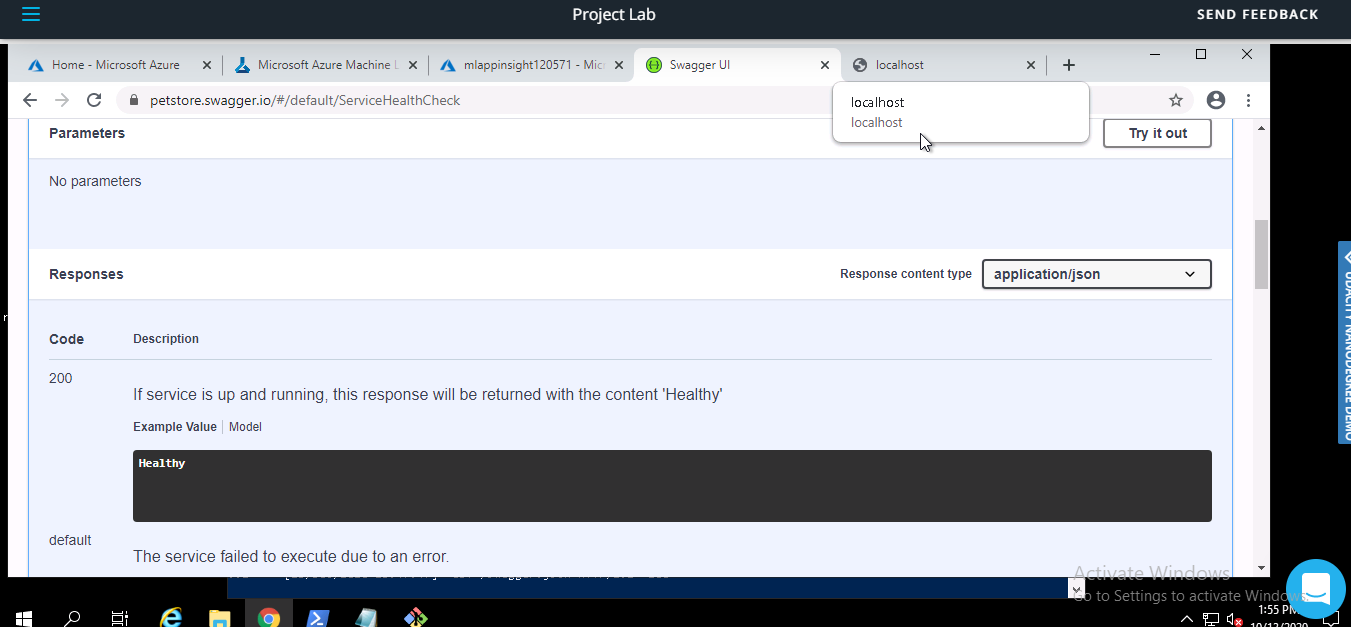 Project Lab
SEND FEEDBACK
Home - Microsoft Azure
Microsoft Azure Machine L
mlappinsight120571 - Mic
Swagger UI
localhost
petstore.swagger.io/#/default/ServiceHealthCheck
localhost
localhost
Parameters
Try it out
No parameters
Responses
Response content type
application/json
Code
Description
200
If service is up and running, this response will be returned with the content 'Healthy'
Example Value
Model
Healthy
default
The service failed to execute due to an error.
UDACITY NANODEGREE DEMO
Activate Windows
Go to Settings to activate Windows.
1:55 PM